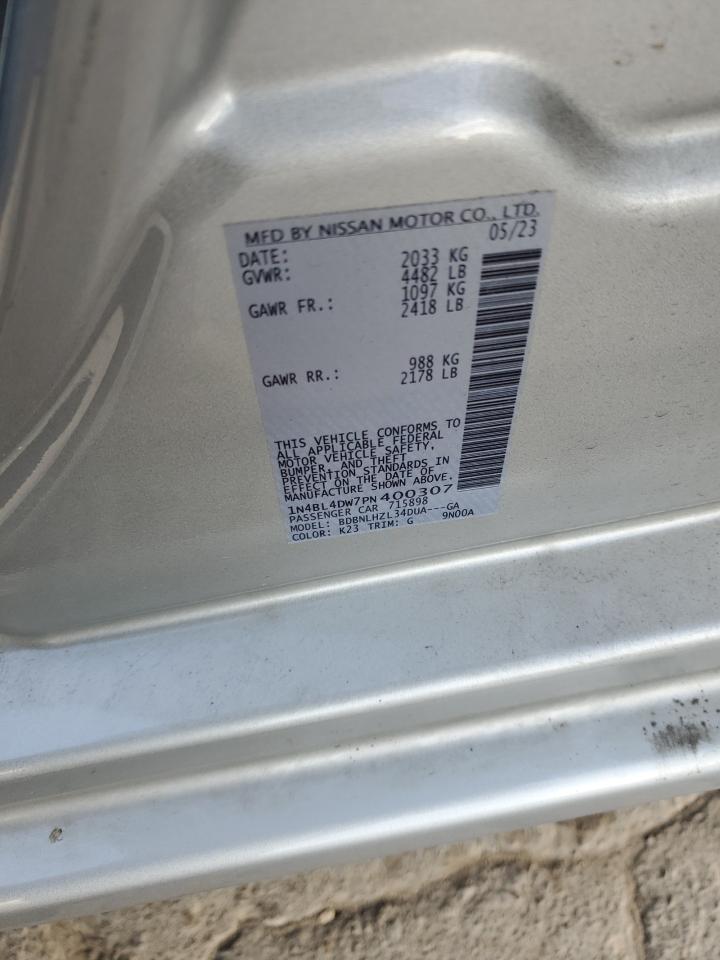 MFD BY NISSAN MOTOR CO., LTD.
DATE: 05/23
GVWR: 2033 KG
4482 LB
GAWR FR.: 1097 KG
2418 LB
GAWR RR.: 988 KG
2178 LB
THIS VEHICLE CONFORMS TO
ALL APPLICABLE FEDERAL
MOTOR VEHICLE SAFETY,
BUMPER, AND THEFT
PREVENTION STANDARDS IN
EFFECT ON THE DATE OF
MANUFACTURE SHOWN ABOVE.
1N4BL4DW7PN400307
PASSENGER CAR 715898
MODEL: BDBNLHZL34DUA---GA
COLOR: K23 TRIM: G 9N00A